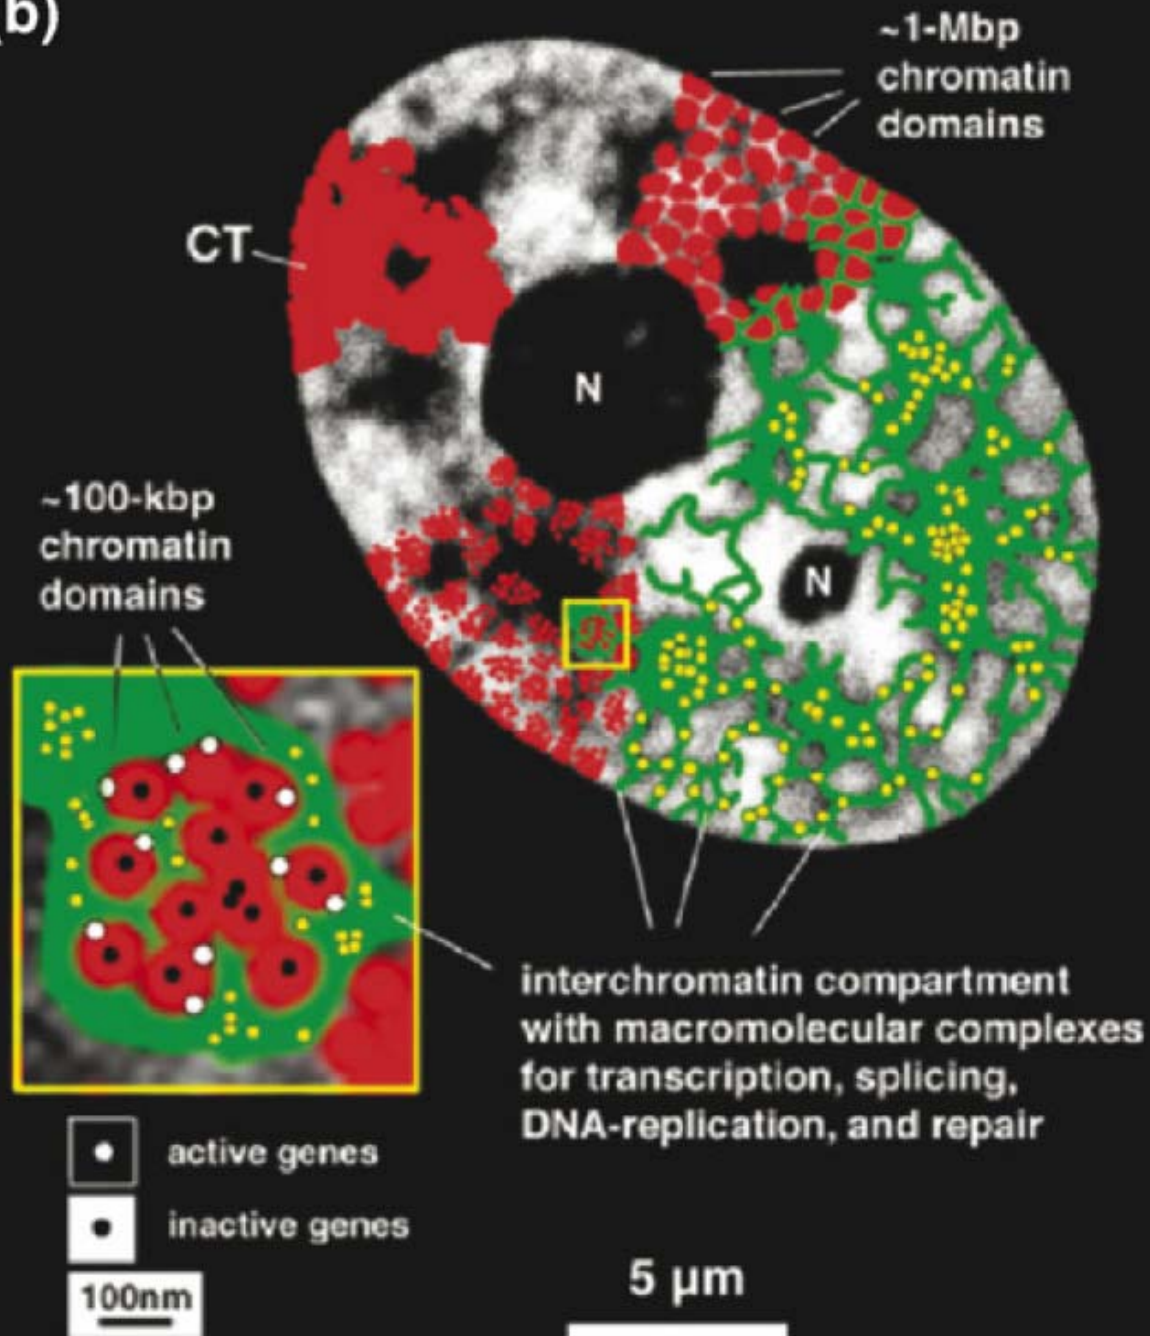 (b)
~1-Mbp
chromatin
domains
CT
N
~100-kbp
chromatin
domains
N
interchromatin compartment
with macromolecular complexes
for transcription, splicing,
DNA-replication, and repair
active genes
inactive genes
100nm
5 μm